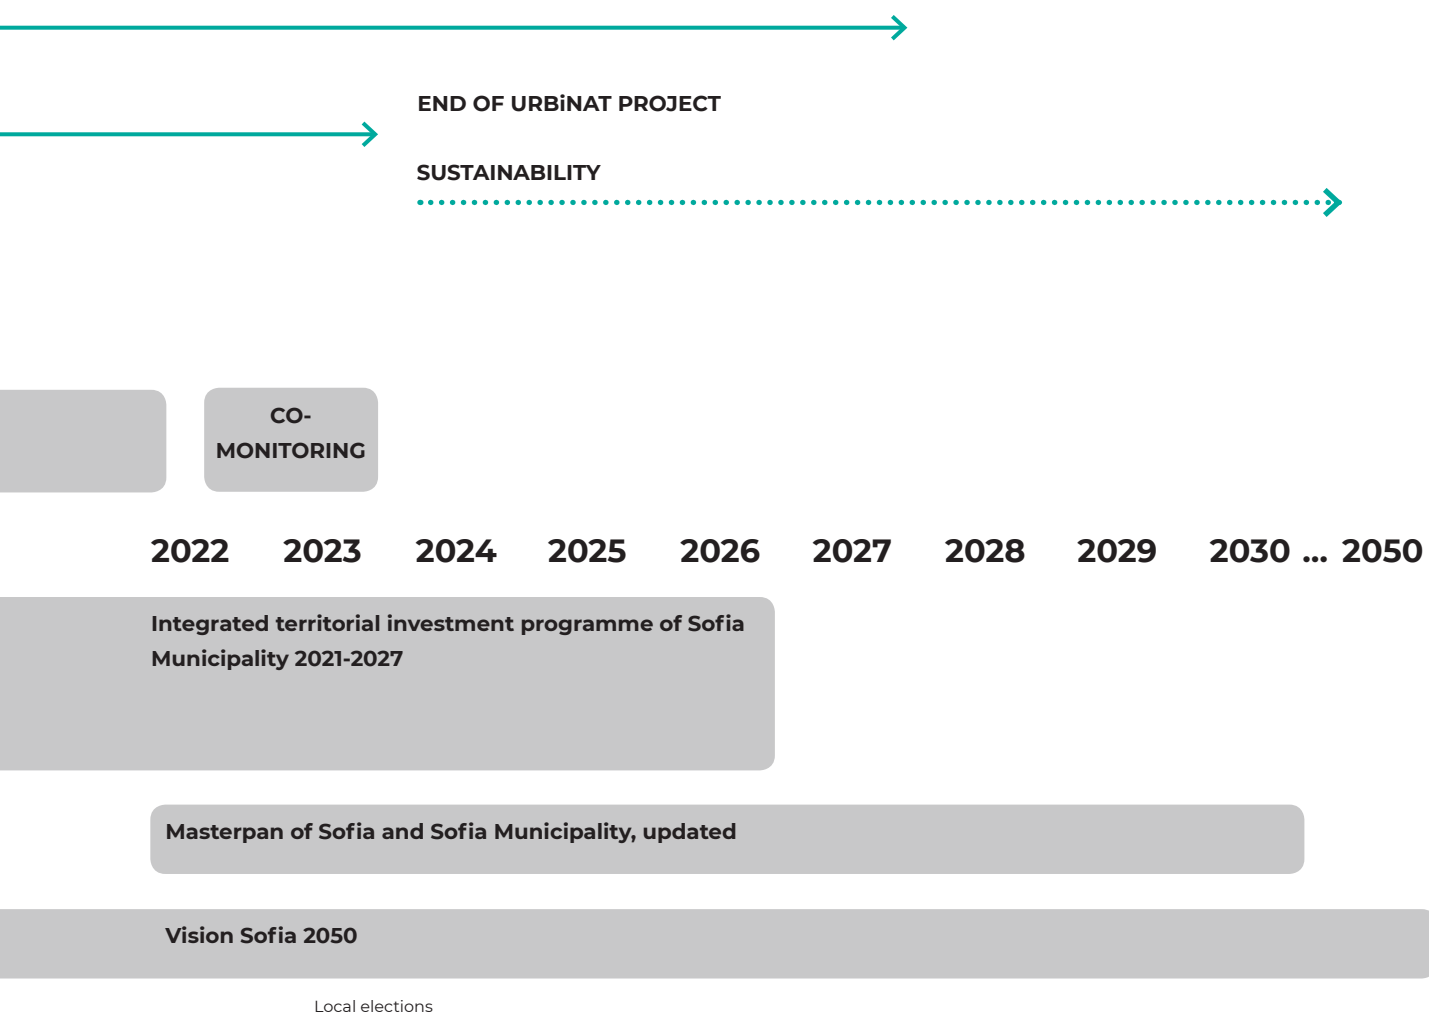 END OF URBiNAT PROJECT
SUSTAINABILITY
CO-
MONITORING
2022 2023 2024 2025 2026 2027 2028 2029 2030 ... 2050
Integrated territorial investment programme of Sofia
Municipality 2021-2027
Masterpan of Sofia and Sofia Municipality, updated
Vision Sofia 2050
Local elections